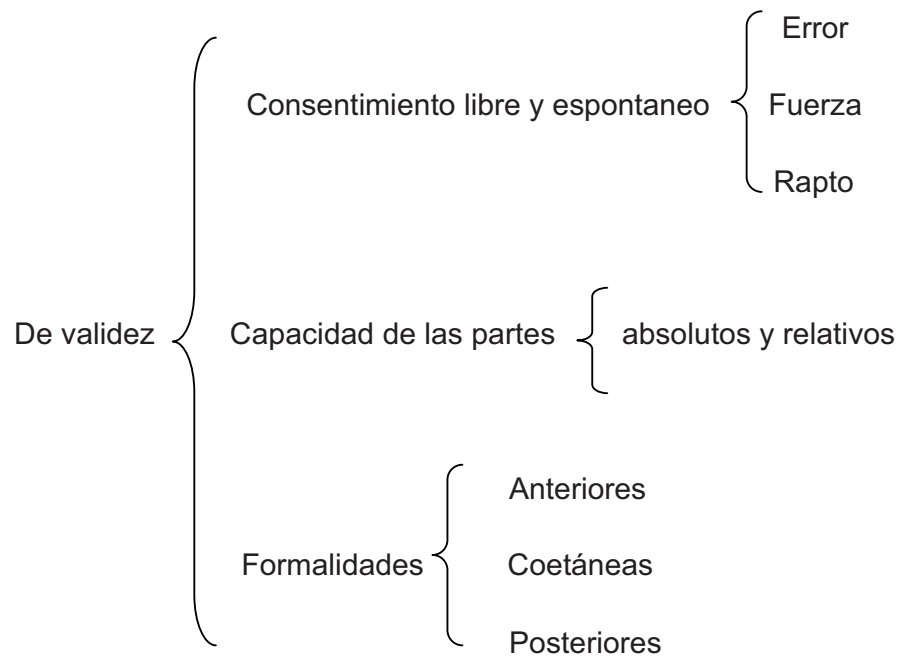 Error
Consentimiento libre y espontaneo
Fuerza
Rapto
De validez
Capacidad de las partes
absolutos y relativos
Anteriores
Formalidades
Coetáneas
Posteriores